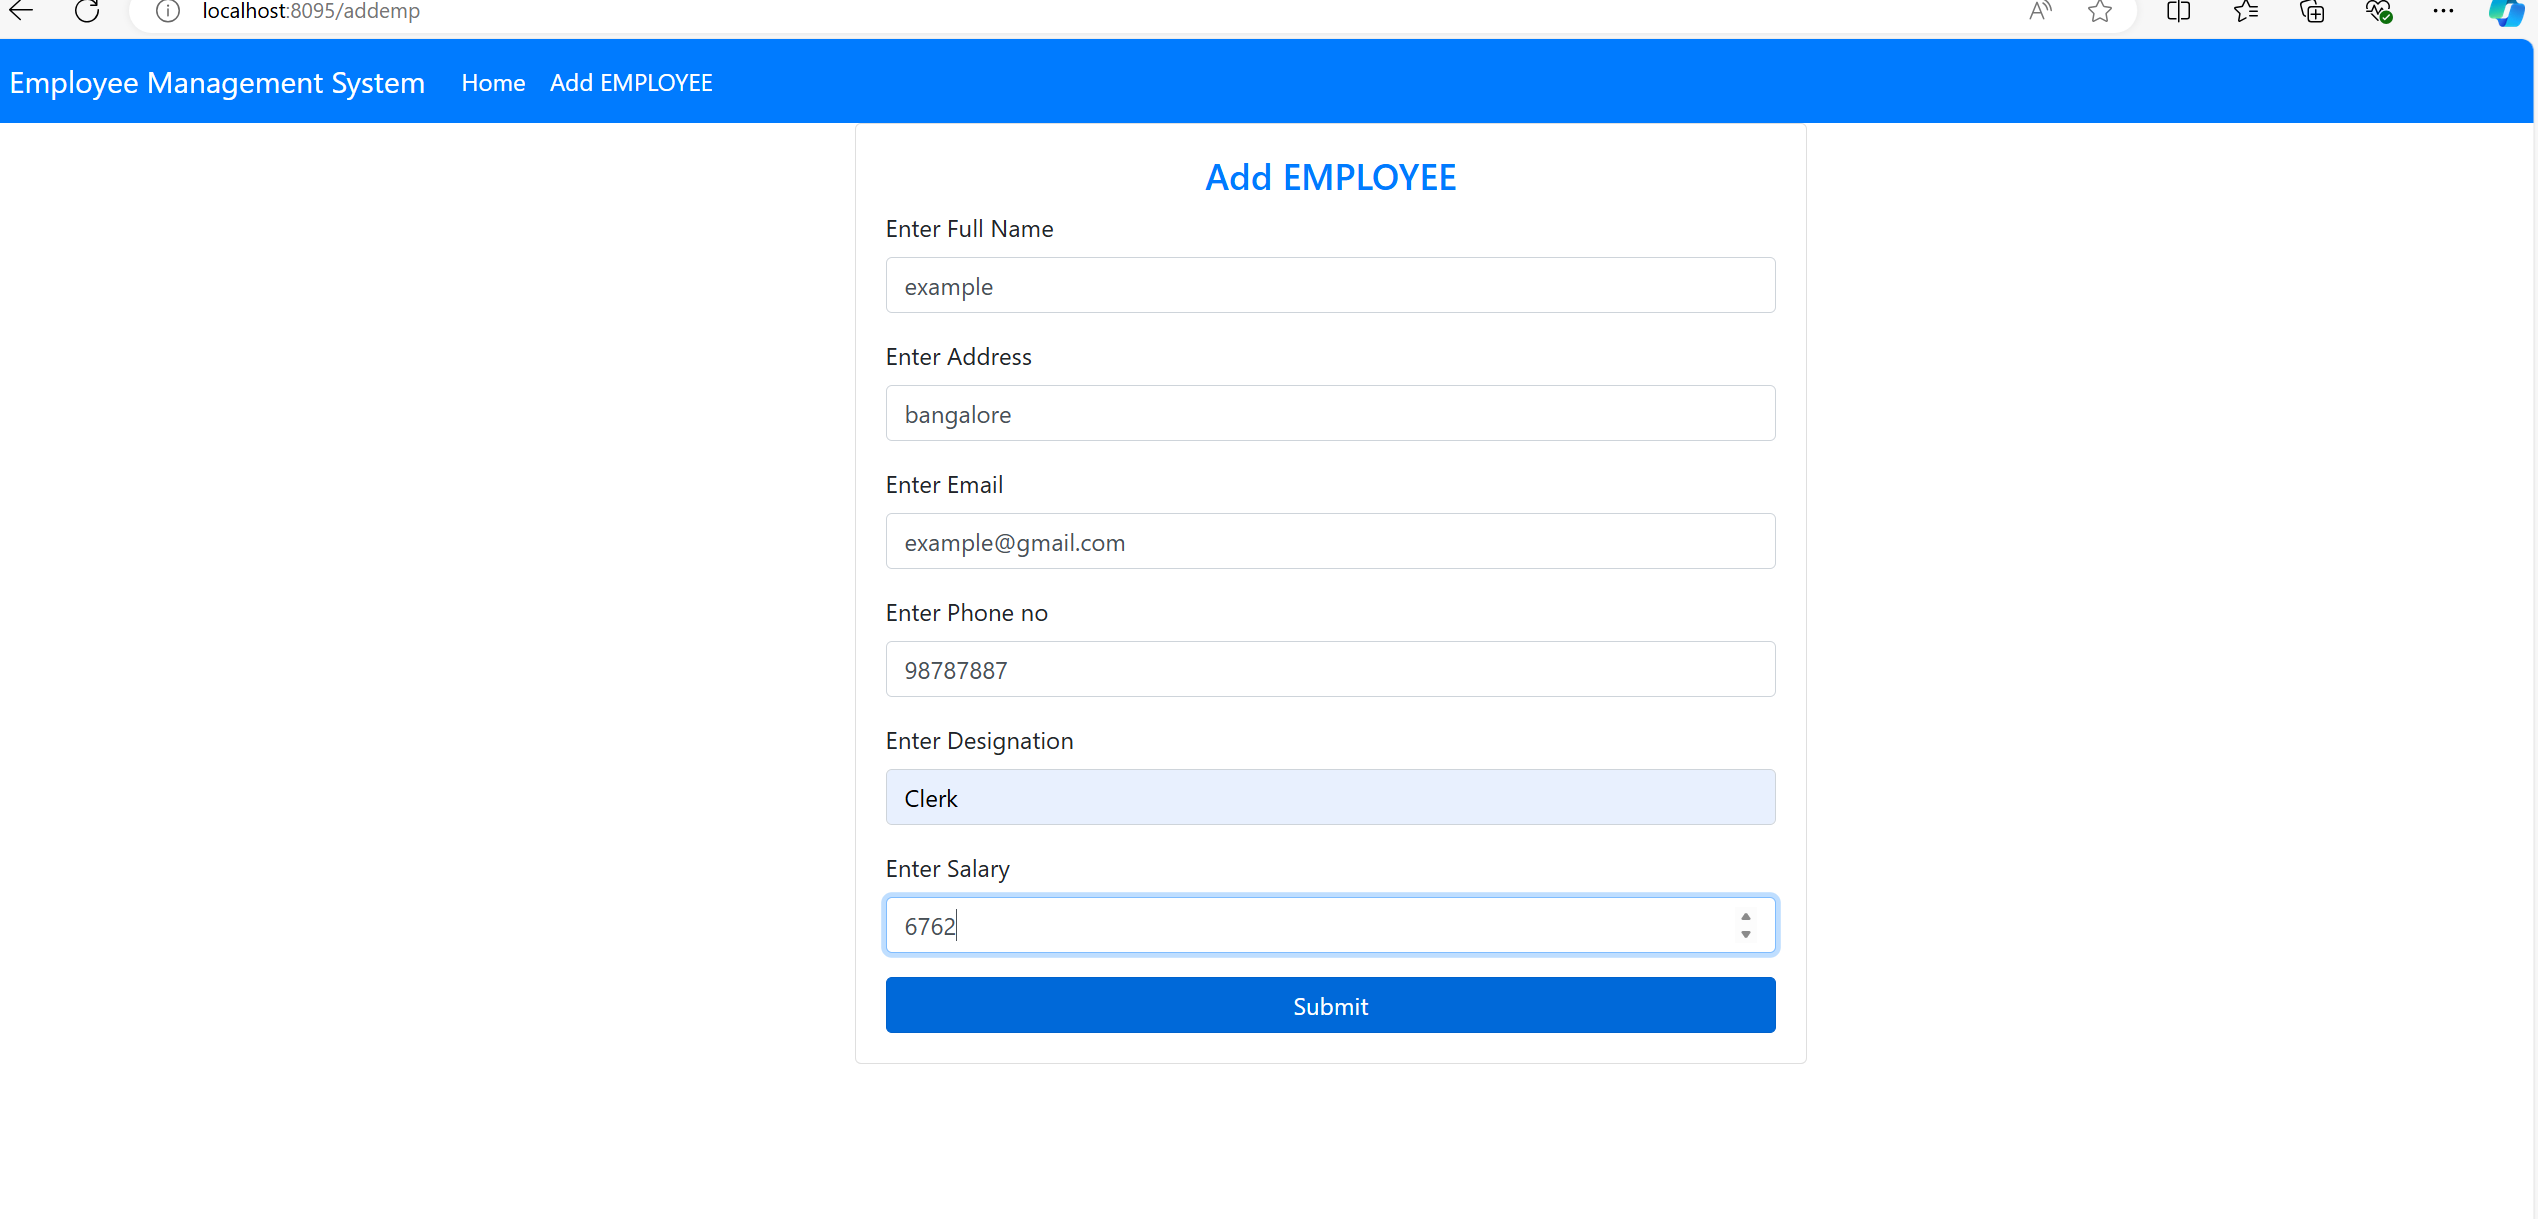 localhost:8095/addemp
Employee Management System Home Add EMPLOYEE
Add EMPLOYEE
Enter Full Name
example
Enter Address
bangalore
Enter Email
example@gmail.com
Enter Phone no
98787887
Enter Designation
Clerk
Enter Salary
6762
Submit